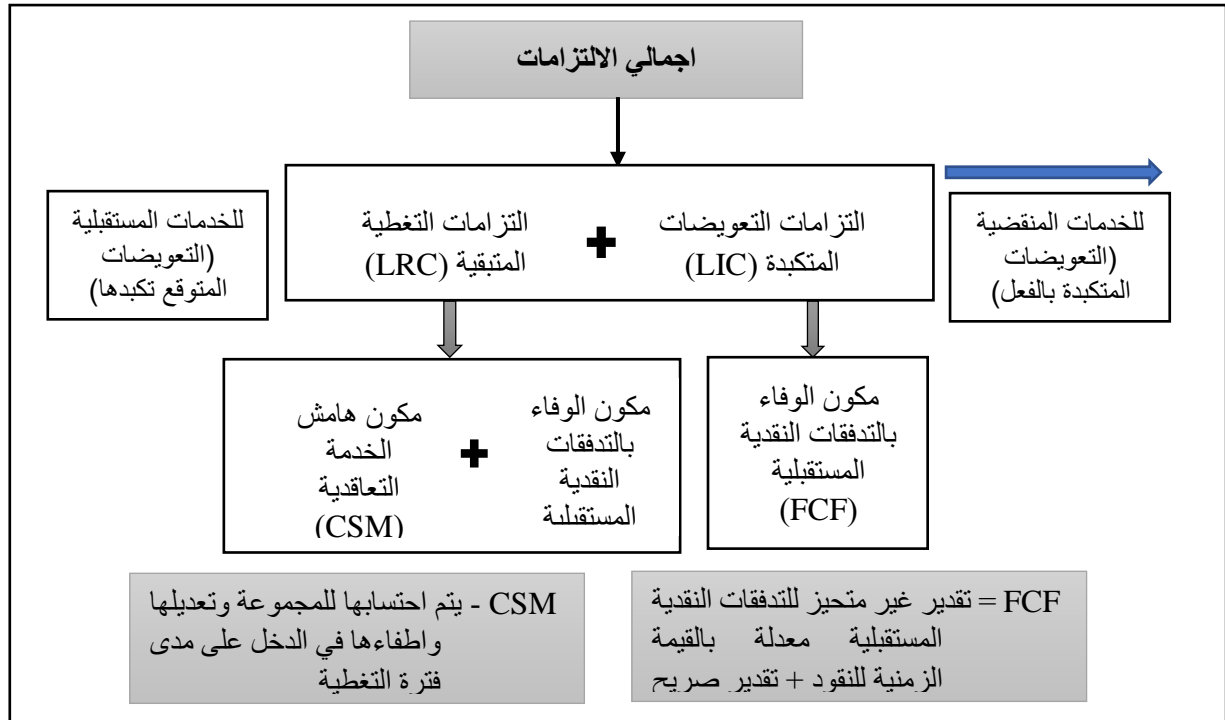 اجمالي الالتزامات
للخدمات المنقضية
(التعويضات
المتكبدة بالفعل)
التزامات التعويضات
المتكبدة (LIC)
التزامات التغطية
المتبقية (LRC)
للخدمات المستقبلية
(التعويضات
المتوقع تكبدها)
مكون الوفاء
بالتدفقات النقدية
المستقبلية
(FCF)
مكون الوفاء
بالتدفقات
النقدية
المستقبلية
مكون هامش
الخدمة
التعاقدية
(CSM)
FCF = تقدير غير متحيز للتدفقات النقدية
المستقبلية معدلة بالقيمة
الزمنية للنقود + تقدير صريح
CSM - يتم احتسابها للمجموعة وتعديلها
واطفاءها في الدخل على مدى
فترة التغطية